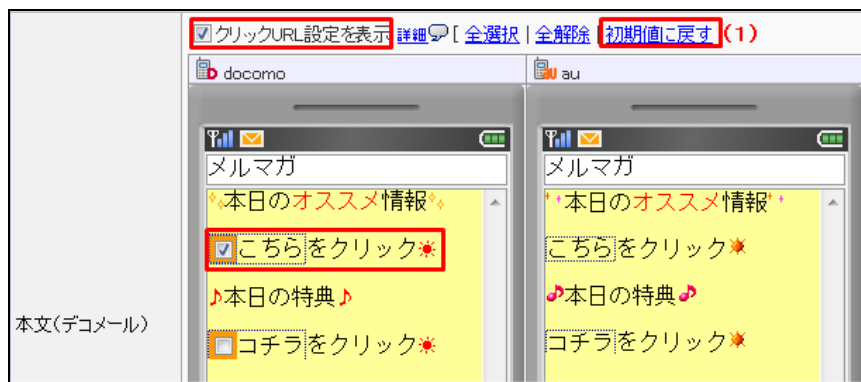 クリックURL設定を表示 詳細 [ 全選択 | 全解除 | 初期値に戻す (1)
docomo
au
メルマガ
メルマガ
本日のオススメ情報
本日のオススメ情報
こちらをクリック
こちらをクリック
♪本日の特典♪
本日の特典
本文(デコメール)
コチラをクリック
コチラをクリック